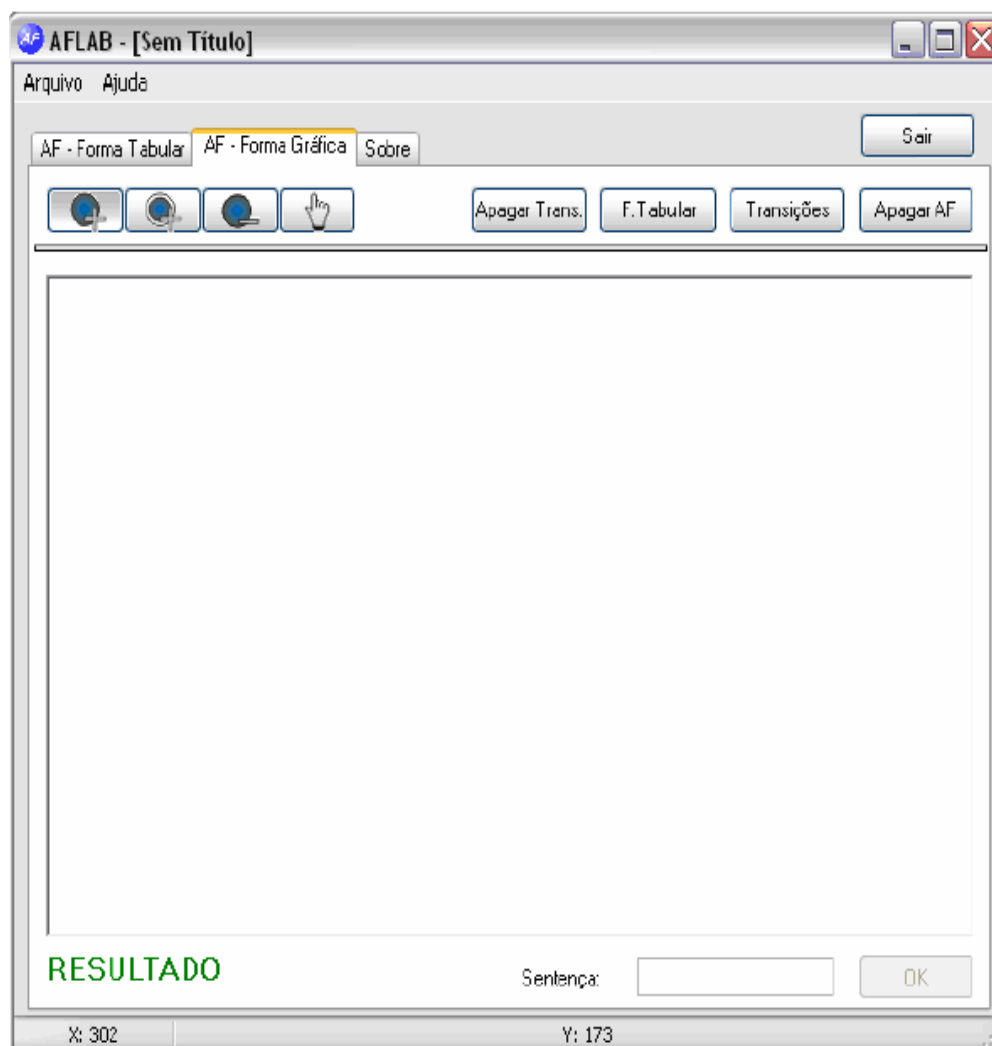 AF AFLAB - [Sem Título]
Arquivo Ajuda
Sair
AF - Forma Tabular AF - Forma Gráfica Sobre
Apagar Trans. F.Tabular Transições Apagar AF
RESULTADO Sentença: OK
X: 302 Y: 173